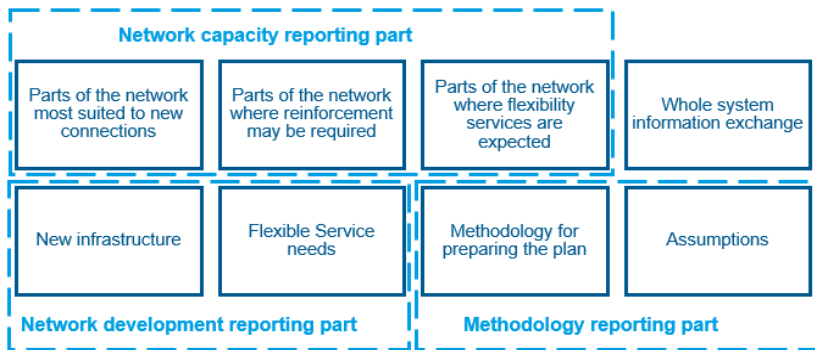 Network capacity reporting part
Parts of the network
most suited to new
connections
Parts of the network
where reinforcement
may be required
Parts of the network
where flexibility
services are
expected
Whole system
information exchange
New infrastructure
Flexible Service
needs
Methodology for
preparing the plan
Assumptions
Network development reporting part
Methodology reporting part